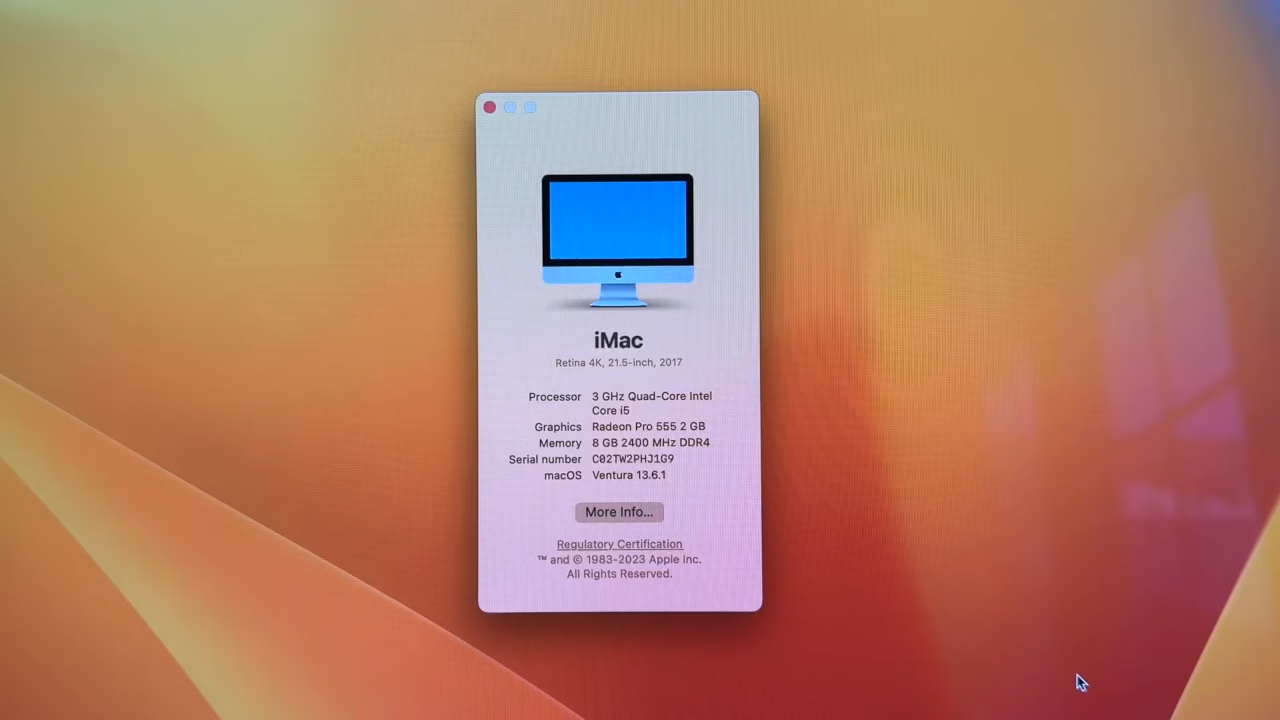 iMac
Retina 4K, 21.5-inch, 2017
Processor 3 GHz Quad-Core Intel
Core i5
Graphics Radeon Pro 555 2 GB
Memory 8 GB 2400 MHz DDR4
Serial number C02TW2PHJ1G9
macOS Ventura 13.6.1
More Info...
Regulatory Certification
™ and © 1983-2023 Apple Inc.
All Rights Reserved.